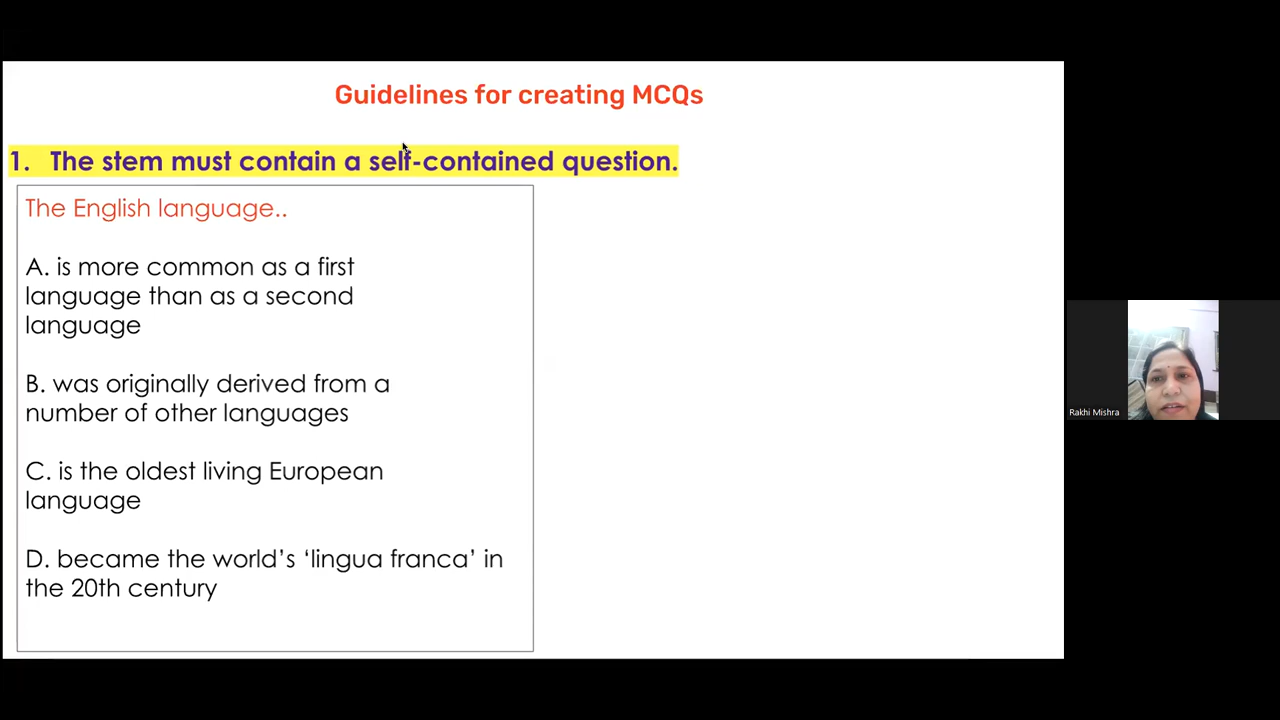 Guidelines for creating MCQs
1. The stem must contain a self-contained question.
The English language..
A. is more common as a first
language than as a second
language
B. was originally derived from a
number of other languages
C. is the oldest living European
language
D. became the world's ‘lingua franca’ in
the 20th century
Rakhi Mishra